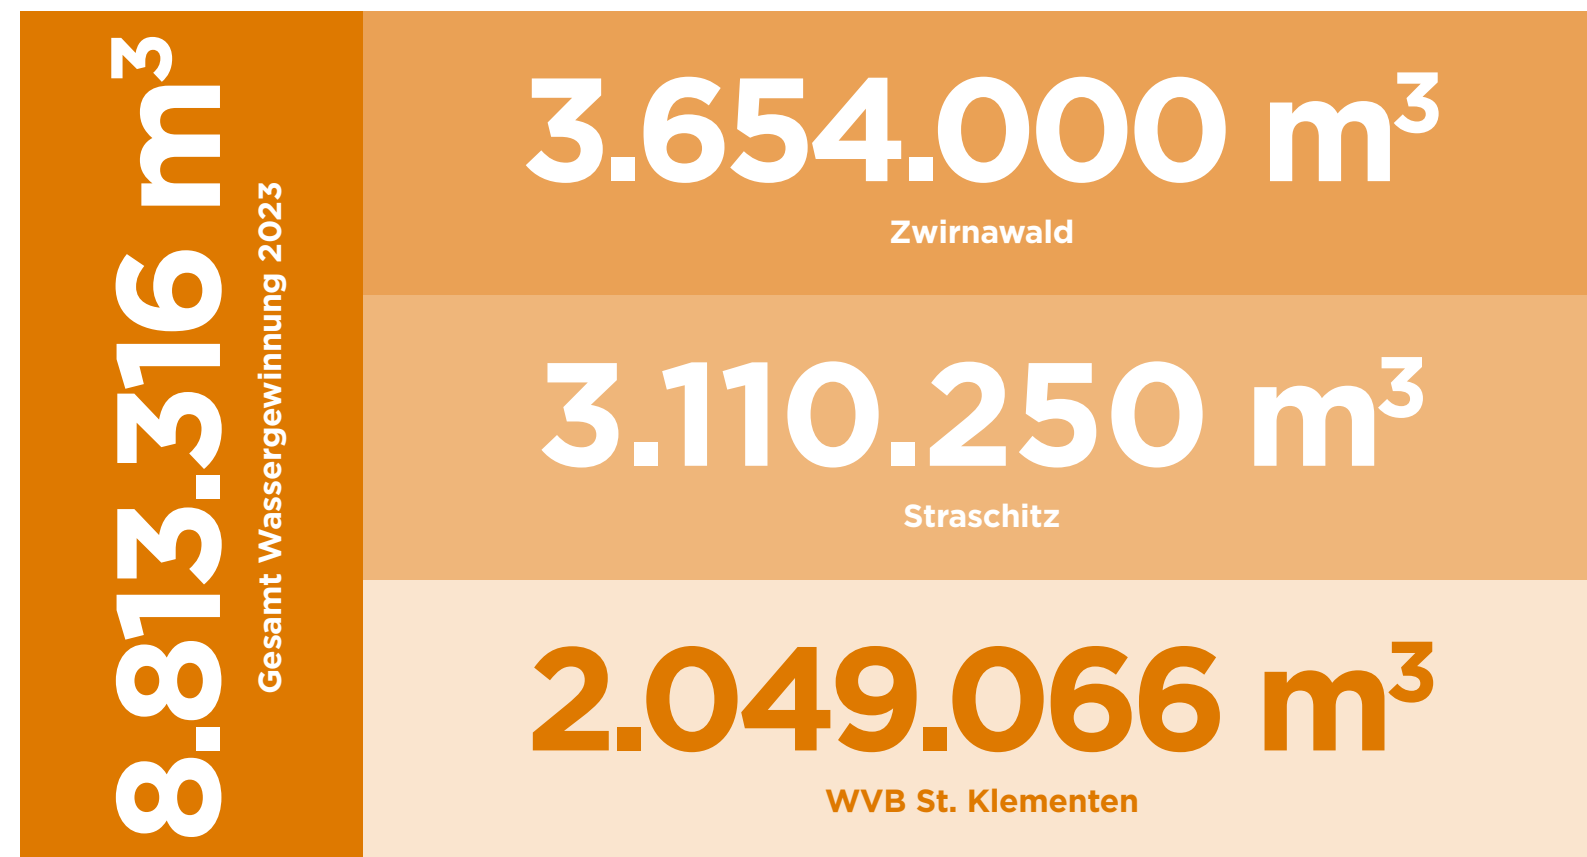 8.813.316 m³
Gesamt Wassergewinnung 2023
3.654.000 m³
Zwirnawald
3.110.250 m³
Straschitz
2.049.066 m³
WVB St. Klementen